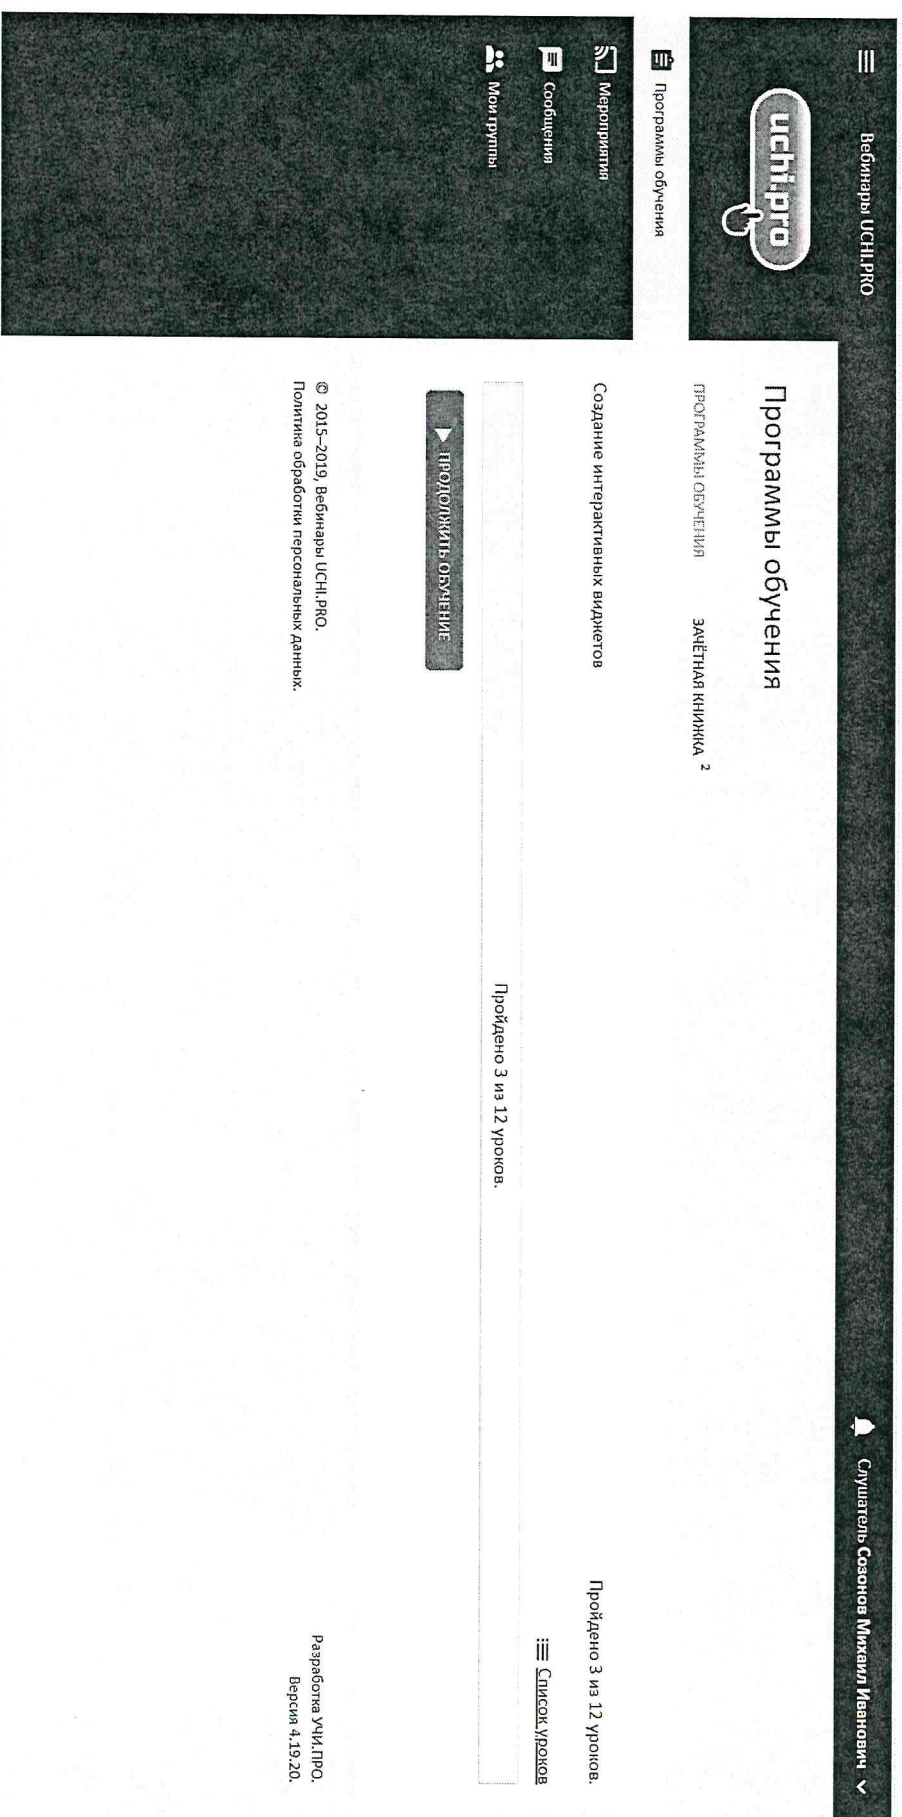 Вебинары UCHI.PRO
Слушатель Созонов Михаил Иванович
uchi.pro
Программы обучения
Мероприятия
Сообщения
Мои группы
Программы обучения
ПРОГРАММЫ ОБУЧЕНИЯ ЗАЧЁТНАЯ КНИЖКА 2
Создание интерактивных виджетов
Пройдено 3 из 12 уроков.
Список уроков
Пройдено 3 из 12 уроков.
ПРОДОЛЖИТЬ ОБУЧЕНИЕ
© 2015–2019, Вебинары UCHI.PRO.
Политика обработки персональных данных.
Разработка УЧИ.ПРО.
Версия 4.19.20.